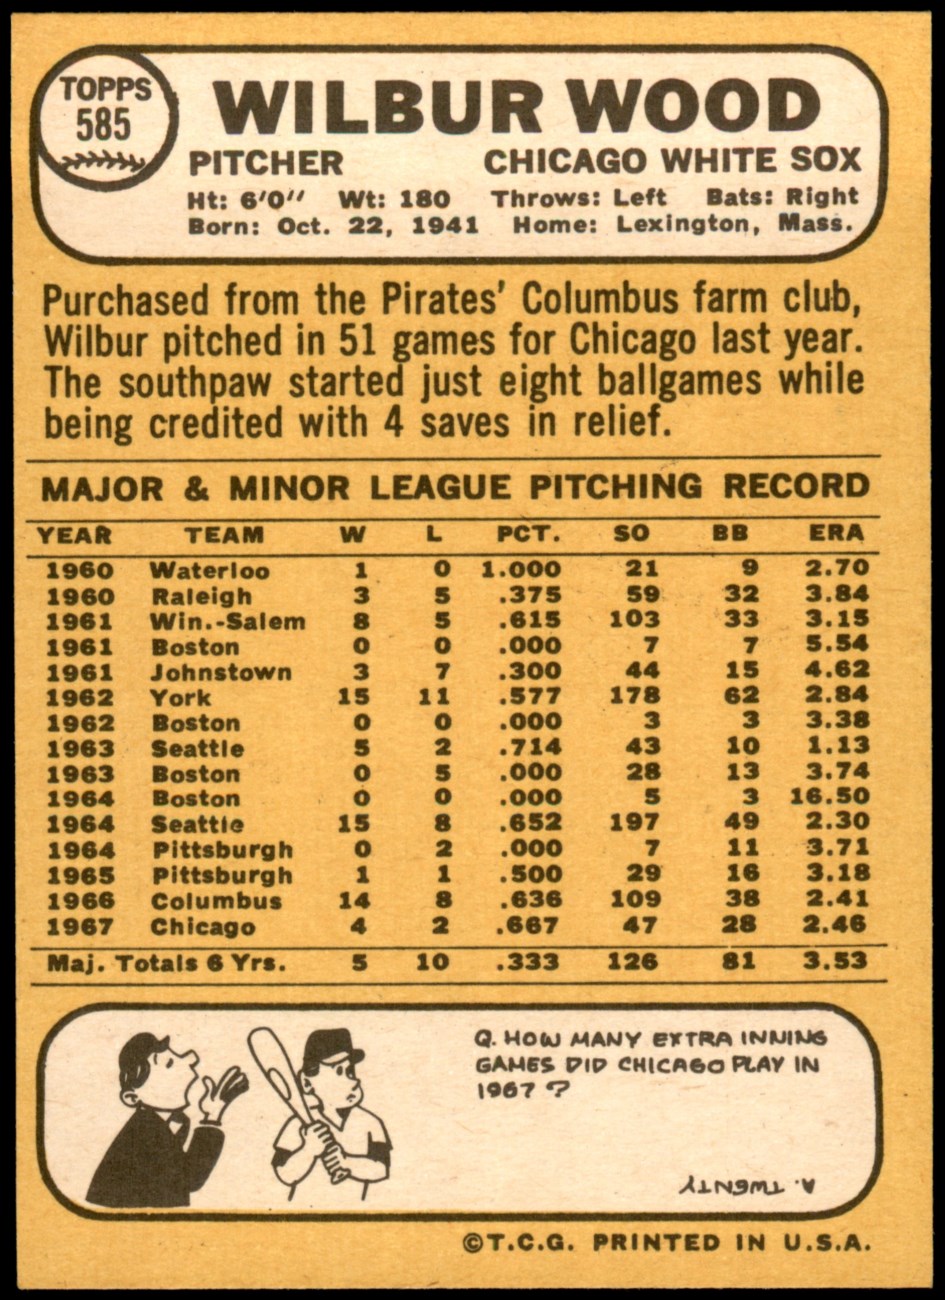 TOPPS
585
WILBUR WOOD
PITCHER CHICAGO WHITE SOX
Ht: 6'0" Wt: 180 Throws: Left Bats: Right
Born: Oct. 22, 1941 Home: Lexington, Mass.
Purchased from the Pirates' Columbus farm club,
Wilbur pitched in 51 games for Chicago last year.
The southpaw started just eight ballgames while
being credited with 4 saves in relief.
MAJOR & MINOR LEAGUE PITCHING RECORD
YEAR TEAM W L PCT. SO BB ERA
1960 Waterloo 1 0 1.000 21 9 2.70
1960 Raleigh 3 5 .375 59 32 3.84
1961 Win.-Salem 8 5 .615 103 33 3.15
1961 Boston 0 0 .000 7 7 5.54
1961 Johnstown 3 7 .300 44 15 4.62
1962 York 15 11 .577 178 62 2.84
1962 Boston 0 0 .000 3 3 3.38
1963 Seattle 5 2 .714 43 10 1.13
1963 Boston 0 5 .000 28 13 3.74
1964 Boston 0 0 .000 5 3 16.50
1964 Seattle 15 8 .652 197 49 2.30
1964 Pittsburgh 0 2 .000 7 11 3.71
1965 Pittsburgh 1 1 .500 29 16 3.18
1966 Columbus 14 8 .636 109 38 2.41
1967 Chicago 4 2 .667 47 28 2.46
Maj. Totals 6 Yrs. 5 10 .333 126 81 3.53
Q. HOW MANY EXTRA INNING
GAMES DID CHICAGO PLAY IN
1967?
A. TWENTY
©T.C.G. PRINTED IN U.S.A.